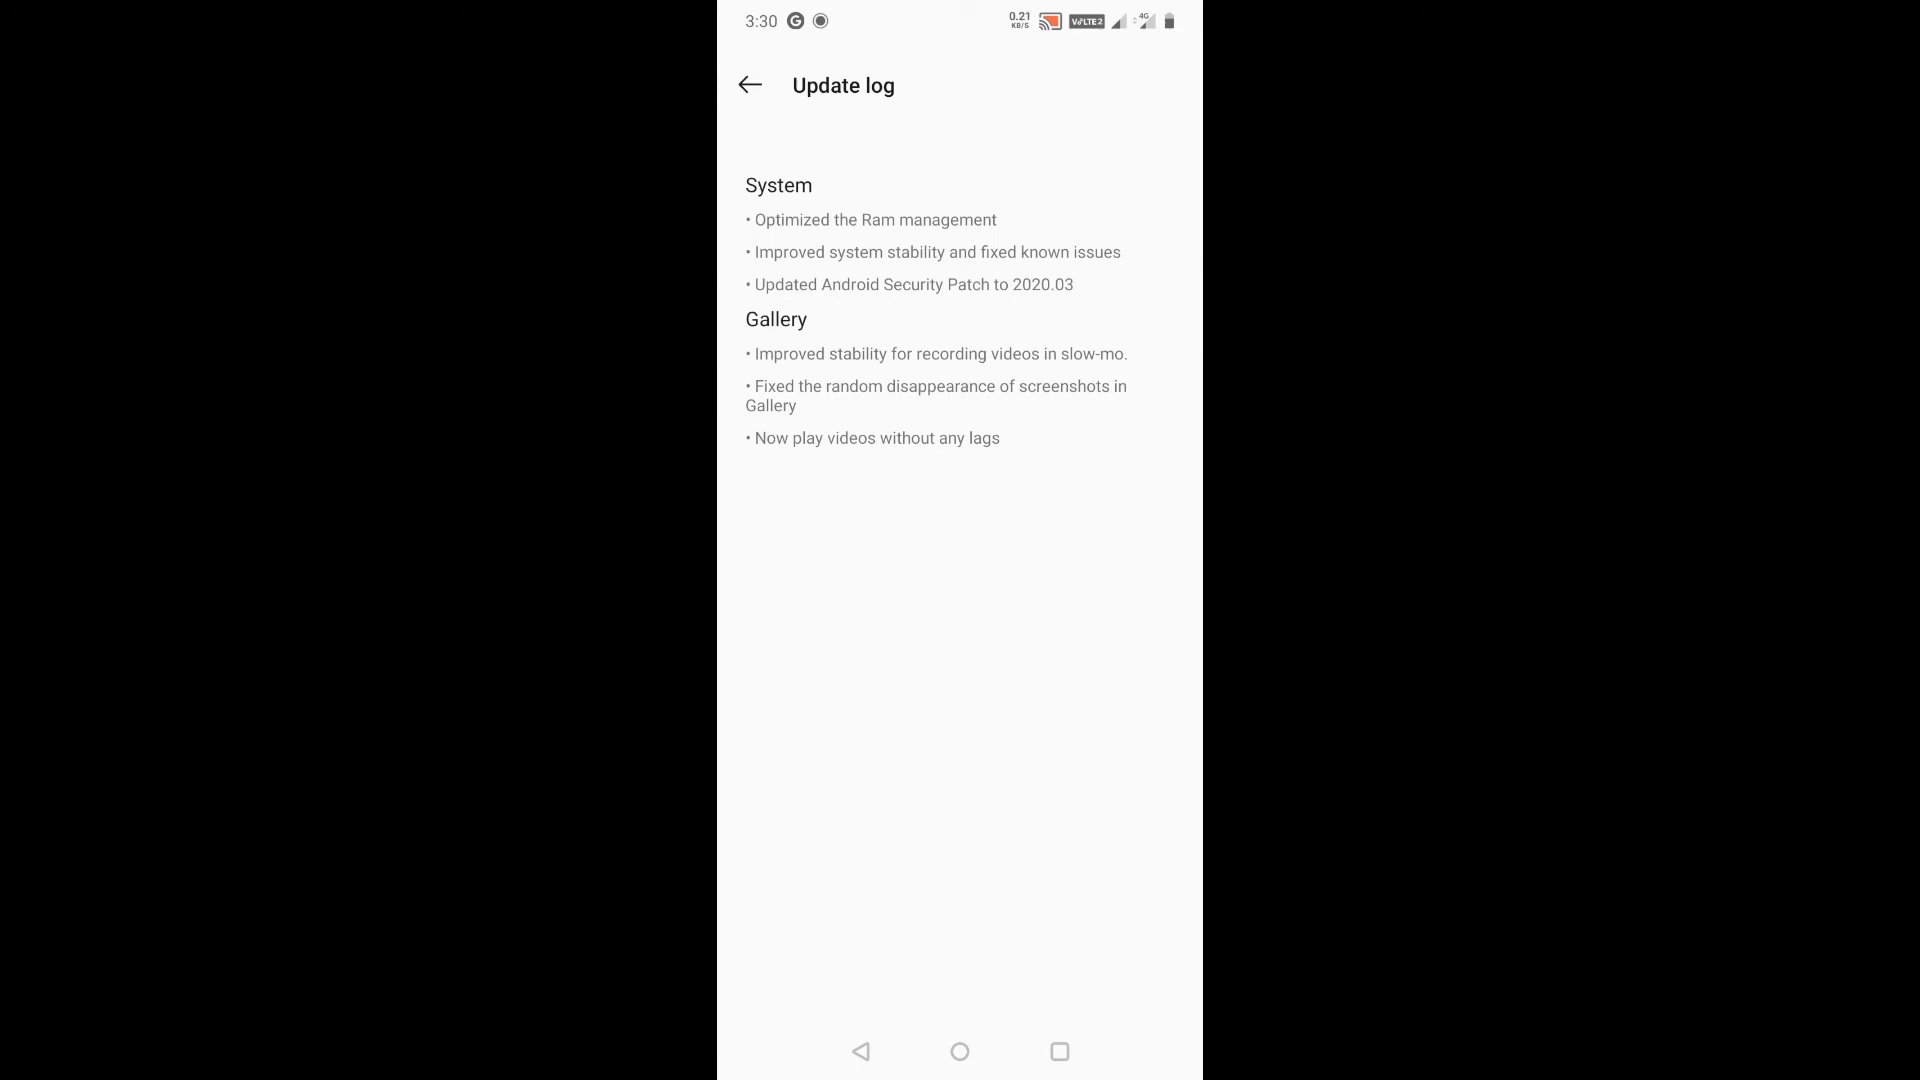 3:30 G 0.21 KB/S VoLTE2 4G
Update log
System
• Optimized the Ram management
• Improved system stability and fixed known issues
• Updated Android Security Patch to 2020.03
Gallery
• Improved stability for recording videos in slow-mo.
• Fixed the random disappearance of screenshots in
Gallery
• Now play videos without any lags